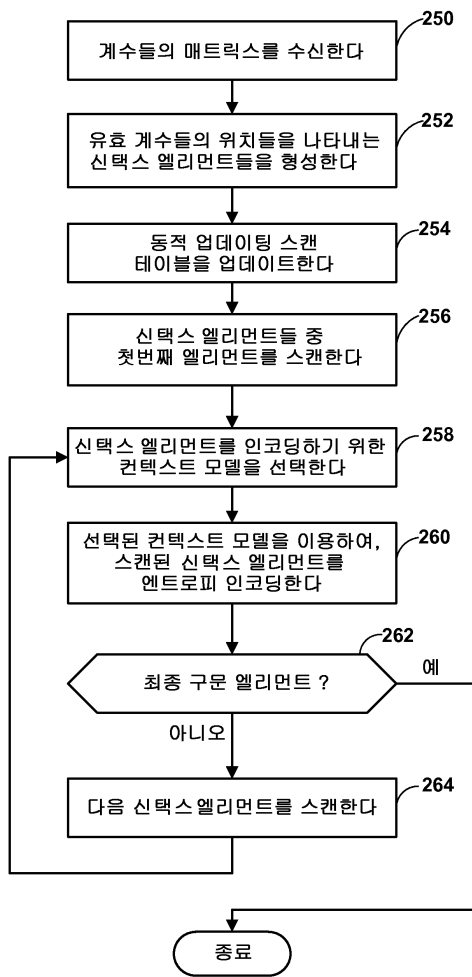 250
계수들의 매트릭스를 수신한다
252
유효 계수들의 위치들을 나타내는
신택스 엘리먼트들을 형성한다
254
동적 업데이팅 스캔
테이블을 업데이트한다
256
신택스 엘리먼트들 중
첫번째 엘리먼트를 스캔한다
258
신택스 엘리먼트를 인코딩하기 위한
컨텍스트 모델을 선택한다
260
선택된 컨텍스트 모델을 이용하여,
스캔된 신택스 엘리먼트를
엔트로피 인코딩한다
262
최종 구문 엘리먼트 ?
예
아니오
264
다음 신택스 엘리먼트를 스캔한다
종료